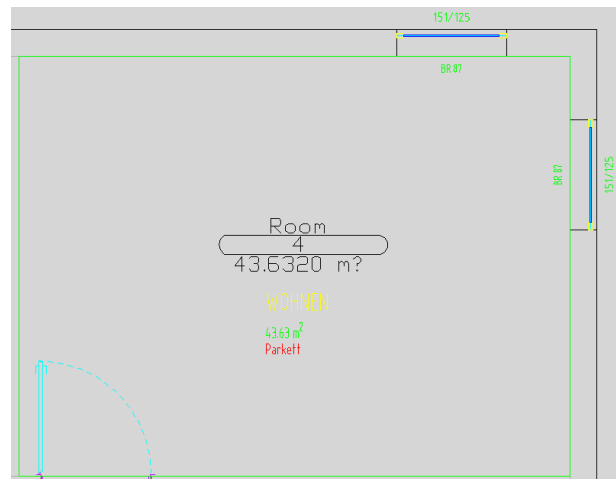 151/125
BR 87
BR 87
151/125
Room
4
43.6320 m?
WOHNEN
43.63 m²
Parkett